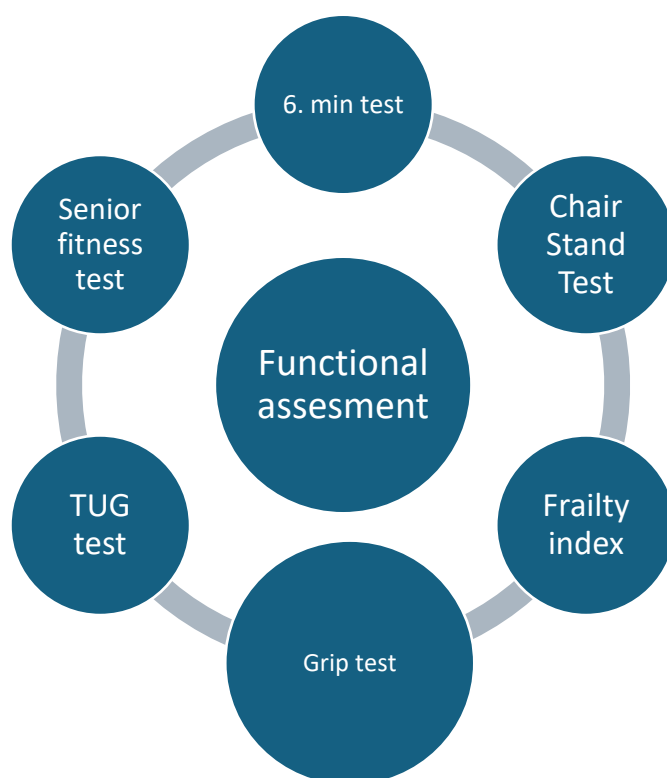 6. min test
Chair
Stand
Test
Frailty
index
Grip test
TUG
test
Senior
fitness
test
Functional
assesment